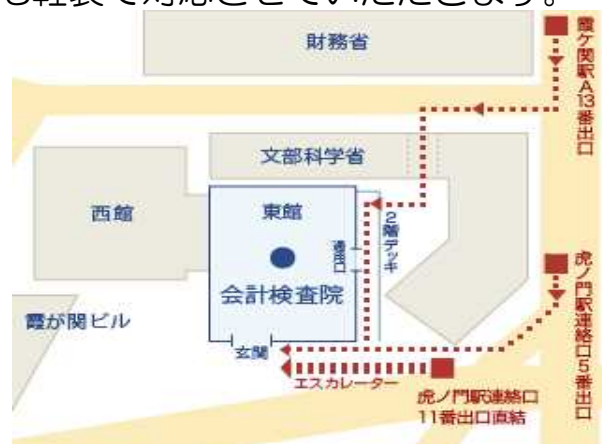 も軽装で対応させていただきます。
財務省
霞ケ関駅A13番出口
文部科学省
西館
東館
2階デッキ
通用口
会計検査院
霞が関ビル
玄関
エスカレーター
虎ノ門駅連絡口5番出口
虎ノ門駅連絡口
11番出口直結